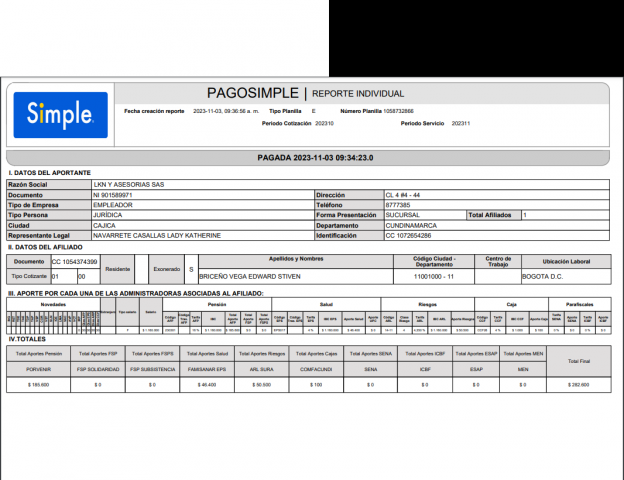 Simple.
PAGOSIMPLE | REPORTE INDIVIDUAL
Fecha creación reporte 2023-11-03, 09:36:56 a. m. Tipo Planilla E Número Planilla 1058732866
Periodo Cotización 202310 Periodo Servicio 202311
PAGADA 2023-11-03 09:34:23.0
I. DATOS DEL APORTANTE
Razón Social LKN Y ASESORIAS SAS
Documento NI 901589971 Dirección CL 4 #4 - 44
Tipo de Empresa EMPLEADOR Teléfono 8777385
Tipo Persona JURÍDICA Forma Presentación SUCURSAL Total Afiliados 1
Ciudad CAJICA Departamento CUNDINAMARCA
Representante Legal NAVARRETE CASALLAS LADY KATHERINE Identificación CC 1072654286
II. DATOS DEL AFILIADO
Documento CC 1054374399 Residente Exonerado S Apellidos y Nombres Código Ciudad - Departamento Centro de Trabajo Ubicación Laboral
Tipo Cotizante 01 00 BRICEÑO VEGA EDWARD STIVEN 11001000 - 11 BOGOTA D.C.
III. APORTE POR CADA UNA DE LAS ADMINISTRADORAS ASOCIADAS AL AFILIADO:
Novedades Pensión Salud Riesgos Caja Parafiscales
IV.TOTALES
Total Aportes Pensión Total Aportes FSP Total Aportes FSPS Total Aportes Salud Total Aportes Riesgos Total Aportes Cajas Total Aportes SENA Total Aportes ICBF Total Aportes ESAP Total Aportes MEN Total Final
PORVENIR FSP SOLIDARIDAD FSP SUBSISTENCIA FAMISANAR EPS ARL SURA COMFACUNDI SENA ICBF ESAP MEN
$ 185.600 $ 0 $ 0 $ 46.400 $ 50.500 $ 100 $ 0 $ 0 $ 0 $ 0 $ 282.600